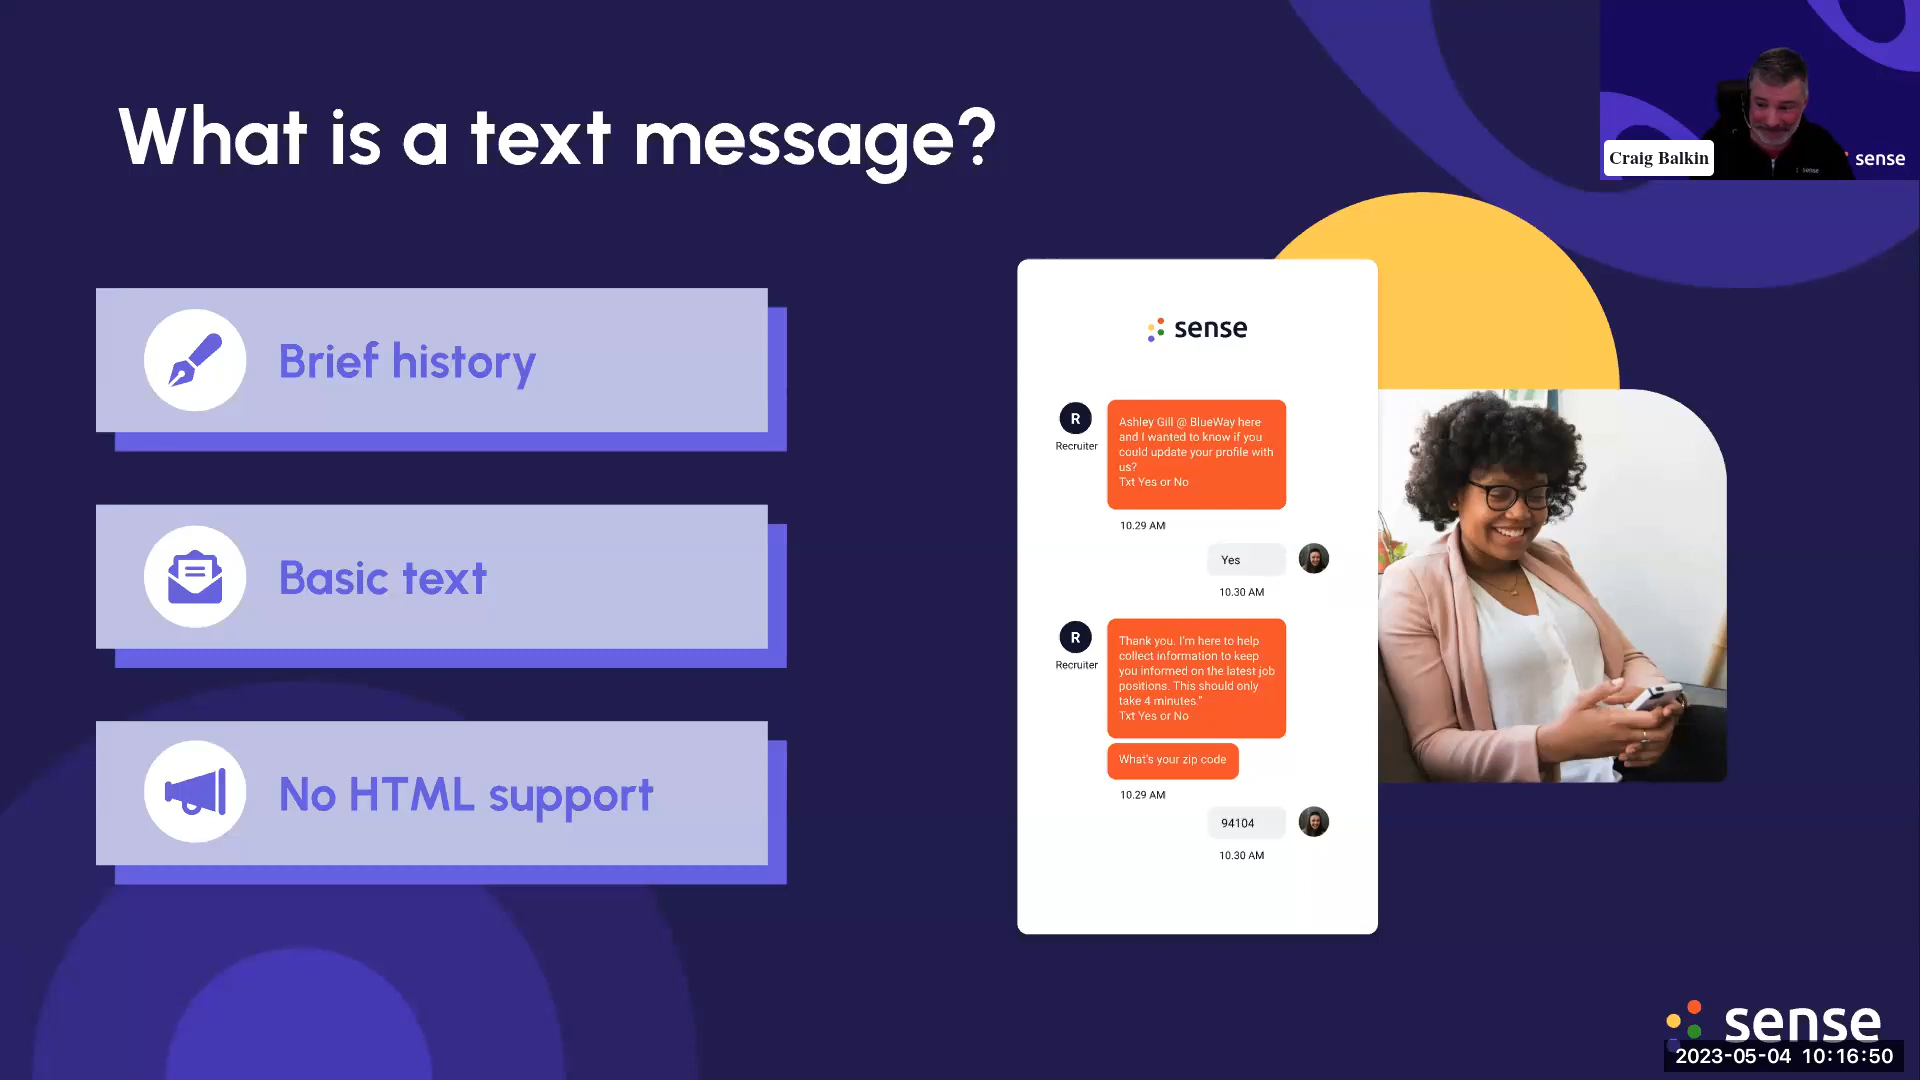 What is a text message?
Craig Balkin
sense
sense
Brief history
Basic text
No HTML support
sense
R
Recruiter
Ashley Gill @ BlueWay here
and I wanted to know if you
could update your profile with
us?
Txt Yes or No
10.29 AM
Yes
10.30 AM
R
Recruiter
Thank you. I'm here to help
collect information to keep
you informed on the latest job
positions. This should only
take 4 minutes."
Txt Yes or No
What's your zip code
10.29 AM
94104
10.30 AM
sense
2023-05-04 10:16:50